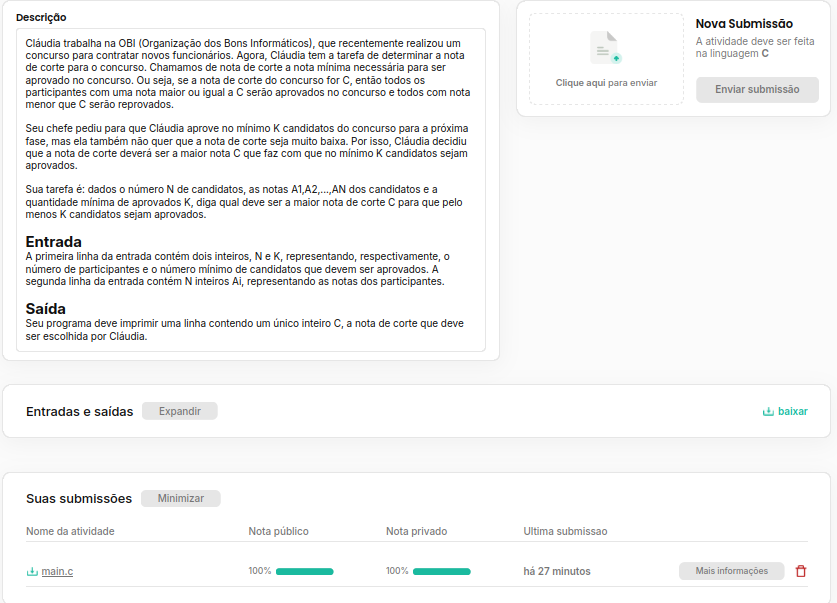 Descrição
Cláudia trabalha na OBI (Organização dos Bons Informáticos), que recentemente realizou um
concurso para contratar novos funcionários. Agora, Cláudia tem a tarefa de determinar a nota
de corte para o concurso. Chamamos de nota de corte a nota mínima necessária para ser
aprovado no concurso. Ou seja, se a nota de corte do concurso for C, então todos os
participantes com uma nota maior ou igual a C serão aprovados no concurso e todos com nota
menor que C serão reprovados.
Seu chefe pediu para que Cláudia aprove no mínimo K candidatos do concurso para a próxima
fase, mas ela também não quer que a nota de corte seja muito baixa. Por isso, Cláudia decidiu
que a nota de corte deverá ser a maior nota C que faz com que no mínimo K candidatos sejam
aprovados.
Sua tarefa é: dados o número N de candidatos, as notas A1,A2,...,AN dos candidatos e a
quantidade mínima de aprovados K, diga qual deve ser a maior nota de corte C para que pelo
menos K candidatos sejam aprovados.
Entrada
A primeira linha da entrada contém dois inteiros, N e K, representando, respectivamente, o
número de participantes e o número mínimo de candidatos que devem ser aprovados. A
segunda linha da entrada contém N inteiros Ai, representando as notas dos participantes.
Saída
Seu programa deve imprimir uma linha contendo um único inteiro C, a nota de corte que deve
ser escolhida por Cláudia.
Clique aqui para enviar
Nova Submissão
A atividade deve ser feita
na linguagem C
Enviar submissão
Entradas e saídas Expandir baixar
Suas submissões Minimizar
Nome da atividade Nota público Nota privado Ultima submissao
main.c 100% 100% há 27 minutos Mais informações